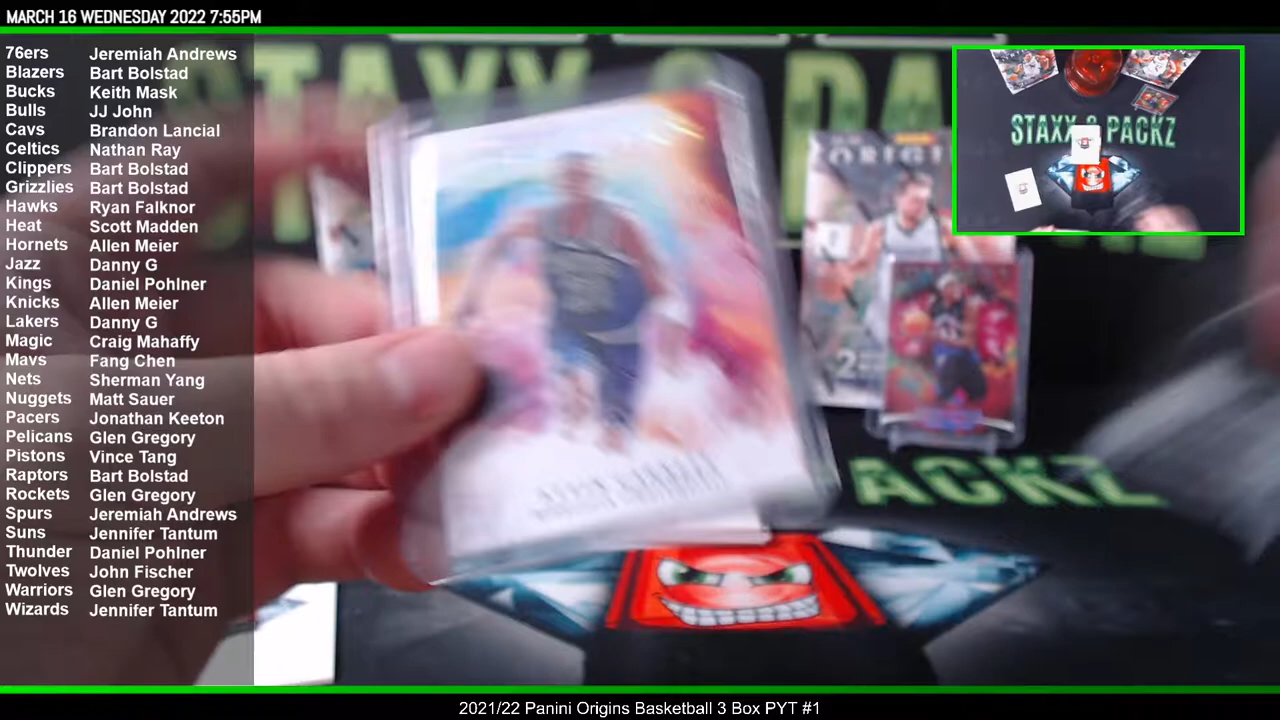 MARCH 16 WEDNESDAY 2022 7:55PM
76ers Jeremiah Andrews
Blazers Bart Bolstad
Bucks Keith Mask
Bulls JJ John
Cavs Brandon Lancial
Celtics Nathan Ray
Clippers Bart Bolstad
Grizzlies Bart Bolstad
Hawks Ryan Falknor
Heat Scott Madden
Hornets Allen Meier
Jazz Danny G
Kings Daniel Pohlner
Knicks Allen Meier
Lakers Danny G
Magic Craig Mahaffy
Mavs Fang Chen
Nets Sherman Yang
Nuggets Matt Sauer
Pacers Jonathan Keeton
Pelicans Glen Gregory
Pistons Vince Tang
Raptors Bart Bolstad
Rockets Glen Gregory
Spurs Jeremiah Andrews
Suns Jennifer Tantum
Thunder Daniel Pohlner
Twolves John Fischer
Warriors Glen Gregory
Wizards Jennifer Tantum
STAXX PACKZ
ORIGI
2
ACKZ
2021/22 Panini Origins Basketball 3 Box PYT #1